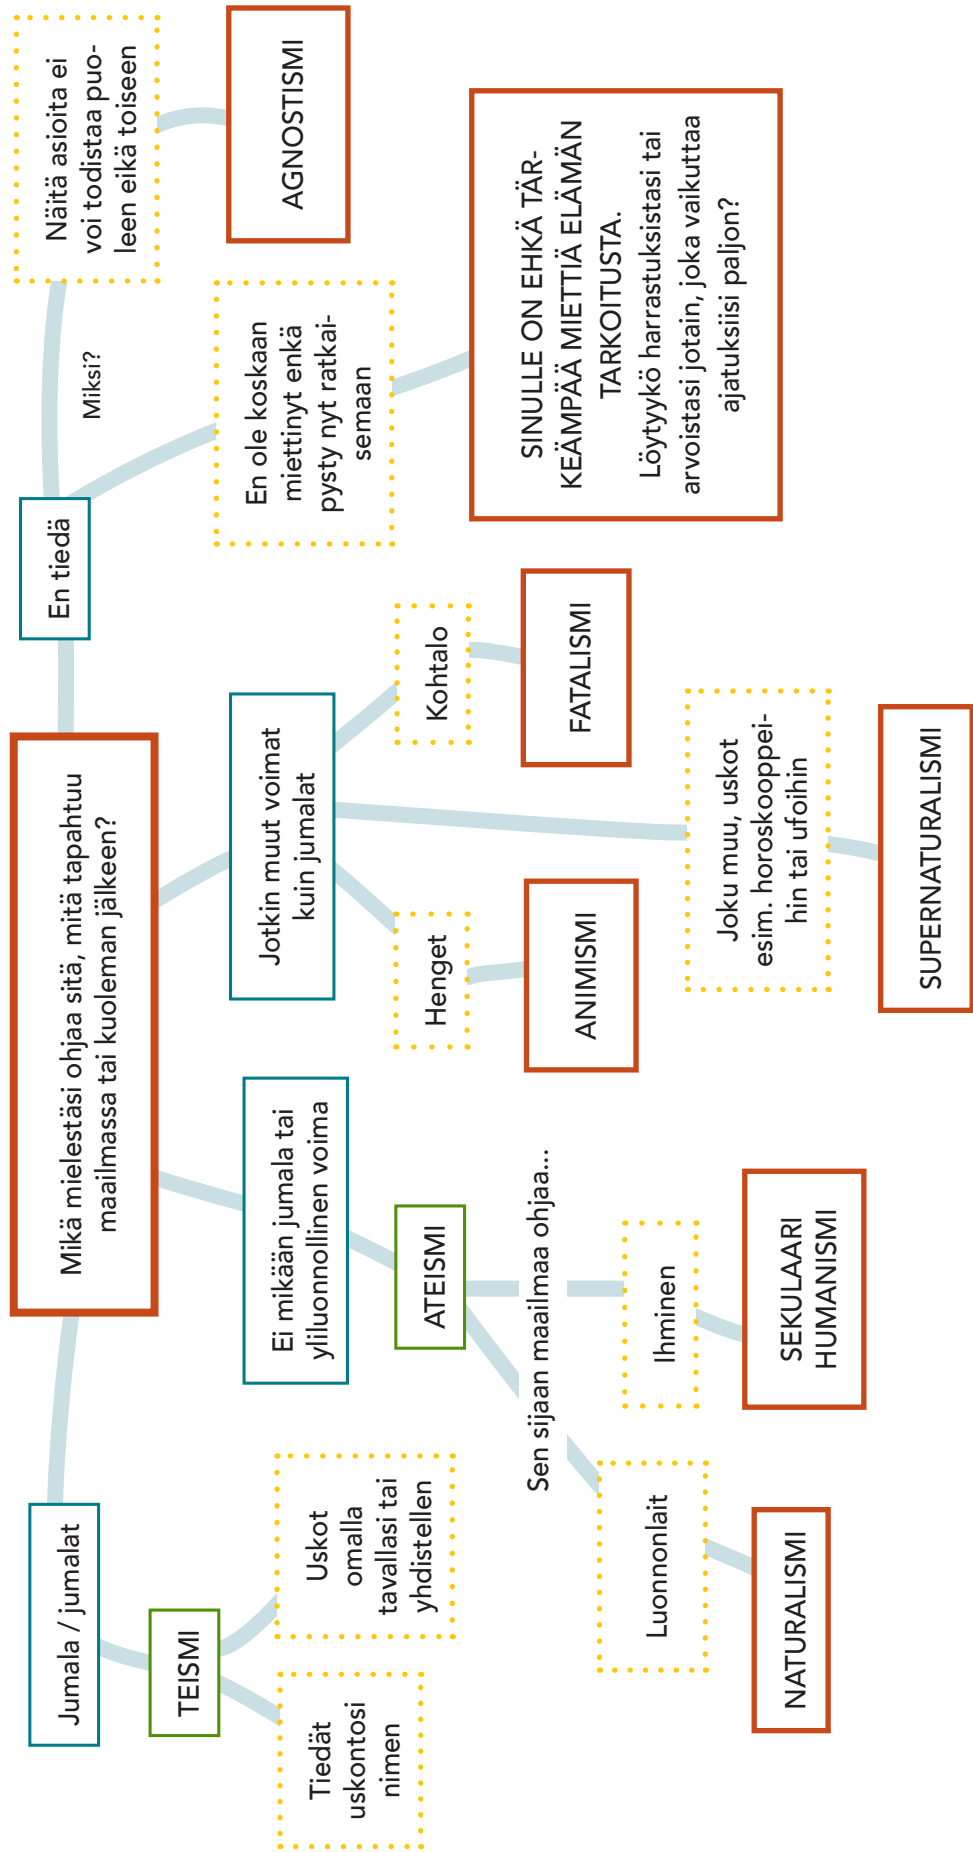 Mikä mielestäsi ohjaa sitä, mitä tapahtuu
maailmassa tai kuoleman jälkeen?
Jumala / jumalat
TEISMI
Tiedät
uskontosi
nimen
Uskot
omalla
tavallasi tai
yhdistellen
Ei mikään jumala tai
yliluonnollinen voima
ATEISMI
Sen sijaan maailmaa ohjaa...
Luonnonlait
NATURALISMI
Ihminen
SEKULAARI
HUMANISMI
Jotkin muut voimat
kuin jumalat
Henget
ANIMISMI
Kohtalo
FATALISMI
Joku muu, uskot
esim. horoskooppei-
hin tai ufoihin
SUPERNATURALISMI
En tiedä
Miksi?
Näitä asioita ei
voi todistaa puo-
leen eikä toiseen
AGNOSTISMI
En ole koskaan
miettinyt enkä
pysty nyt ratkai-
semaan
SINULLE ON EHKÄ TÄR-
KEÄMPÄÄ MIETTIÄ ELÄMÄN
TARKOITUSTA.
Löytyykö harrastuksistasi tai
arvoistasi jotain, joka vaikuttaa
ajatuksiisi paljon?